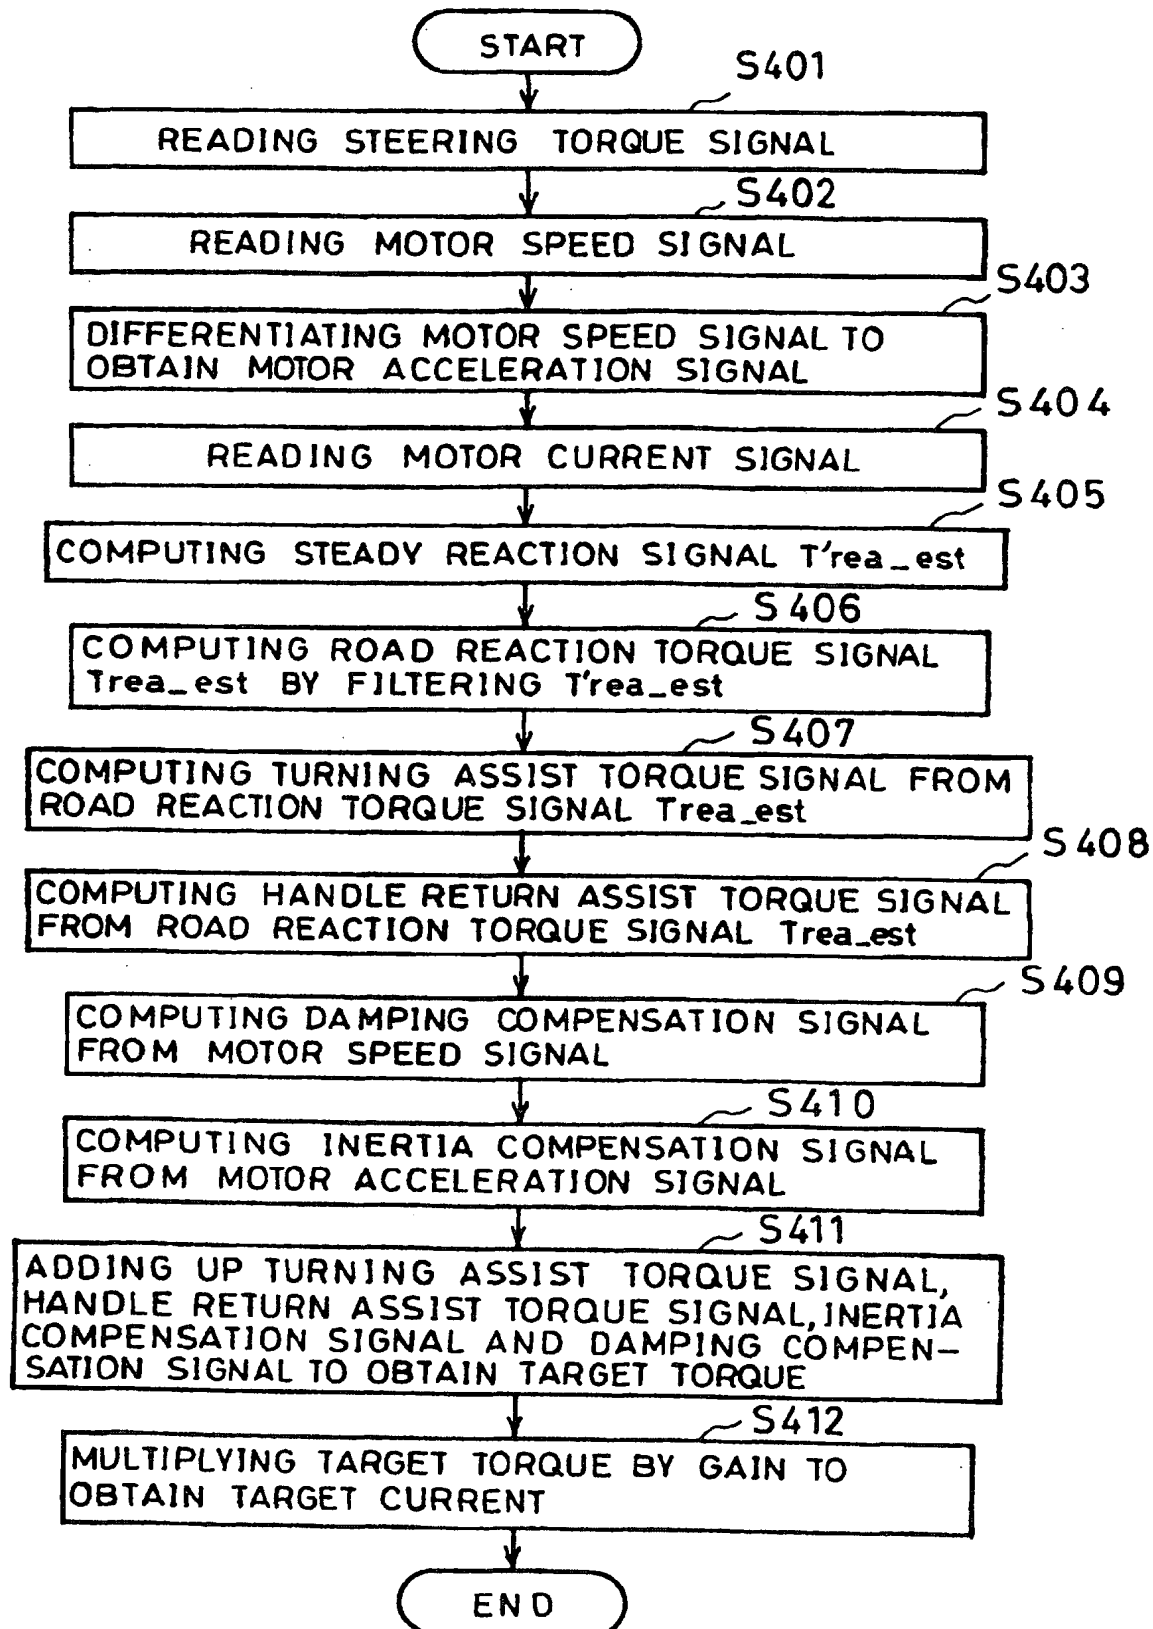 START
S401
READING STEERING TORQUE SIGNAL
S402
READING MOTOR SPEED SIGNAL
S403
DIFFERENTIATING MOTOR SPEED SIGNAL TO
OBTAIN MOTOR ACCELERATION SIGNAL
S404
READING MOTOR CURRENT SIGNAL
S405
COMPUTING STEADY REACTION SIGNAL T'rea_est
S406
COMPUTING ROAD REACTION TORQUE SIGNAL
Trea_est BY FILTERING T'rea_est
S407
COMPUTING TURNING ASSIST TORQUE SIGNAL FROM
ROAD REACTION TORQUE SIGNAL Trea_est
S408
COMPUTING HANDLE RETURN ASSIST TORQUE SIGNAL
FROM ROAD REACTION TORQUE SIGNAL Trea_est
S409
COMPUTING DAMPING COMPENSATION SIGNAL
FROM MOTOR SPEED SIGNAL
S410
COMPUTING INERTIA COMPENSATION SIGNAL
FROM MOTOR ACCELERATION SIGNAL
S411
ADDING UP TURNING ASSIST TORQUE SIGNAL,
HANDLE RETURN ASSIST TORQUE SIGNAL, INERTIA
COMPENSATION SIGNAL AND DAMPING COMPEN-
SATION SIGNAL TO OBTAIN TARGET TORQUE
S412
MULTIPLYING TARGET TORQUE BY GAIN TO
OBTAIN TARGET CURRENT
END